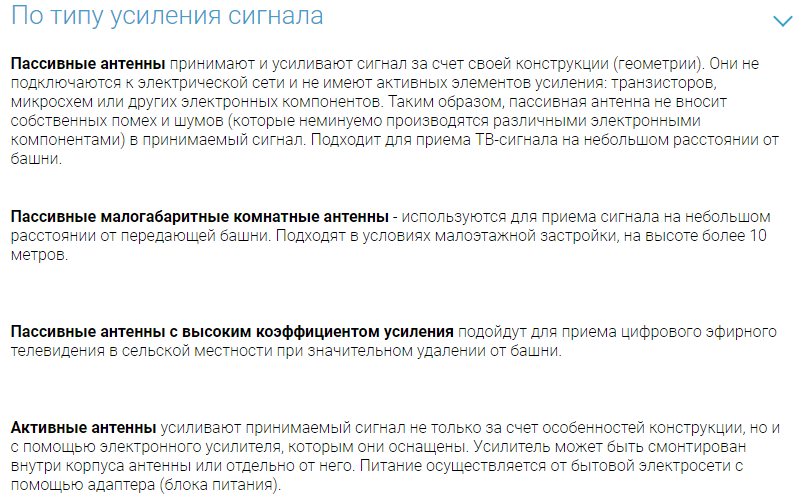 По типу усиления сигнала
Пассивные антенны принимают и усиливают сигнал за счет своей конструкции (геометрии). Они не
подключаются к электрической сети и не имеют активных элементов усиления: транзисторов,
микросхем или других электронных компонентов. Таким образом, пассивная антенна не вносит
собственных помех и шумов (которые неминуемо производятся различными электронными
компонентами) в принимаемый сигнал. Подходит для приема ТВ-сигнала на небольшом расстоянии от
башни.
Пассивные малогабаритные комнатные антенны - используются для приема сигнала на небольшом
расстоянии от передающей башни. Подходят в условиях малоэтажной застройки, на высоте более 10
метров.
Пассивные антенны с высоким коэффициентом усиления подойдут для приема цифрового эфирного
телевидения в сельской местности при значительном удалении от башни.
Активные антенны усиливают принимаемый сигнал не только за счет особенностей конструкции, но и
с помощью электронного усилителя, которым они оснащены. Усилитель может быть смонтирован
внутри корпуса антенны или отдельно от него. Питание осуществляется от бытовой электросети с
помощью адаптера (блока питания).